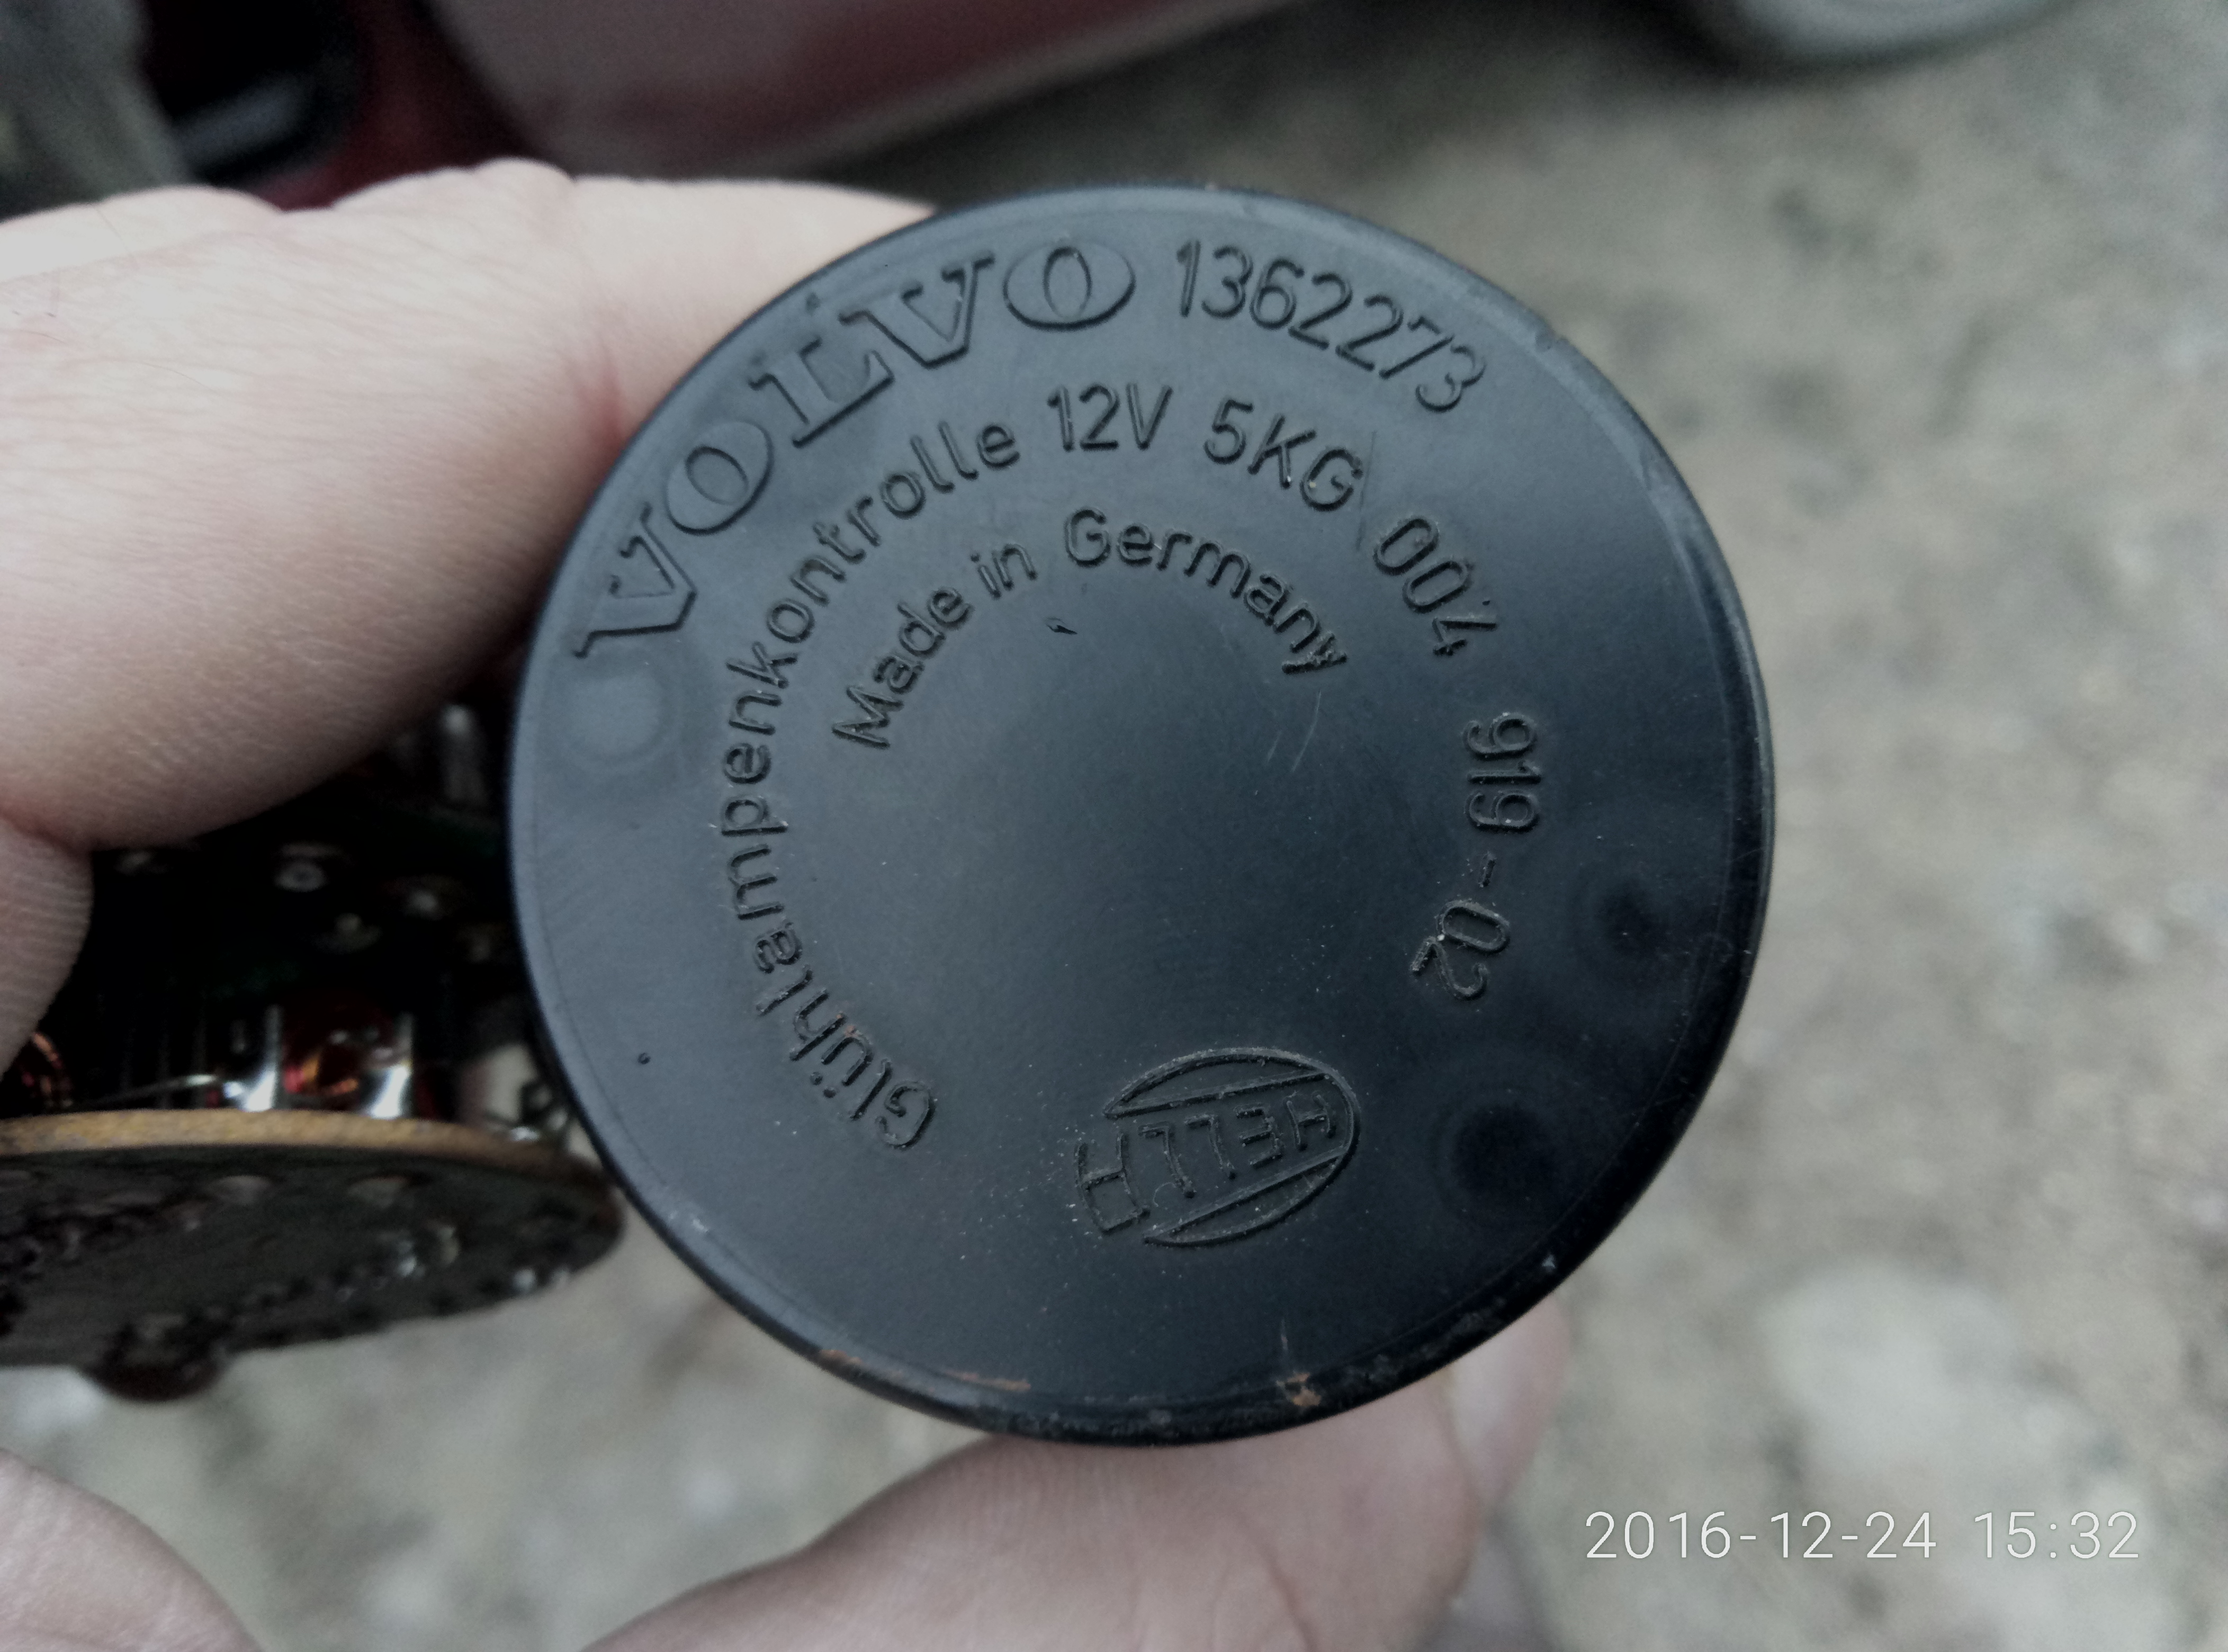 VOLVO 1362273
Glühlampenkontrolle 12V 5KG 004 919-02
Made in Germany
HELLA
2016-12-24 15:32